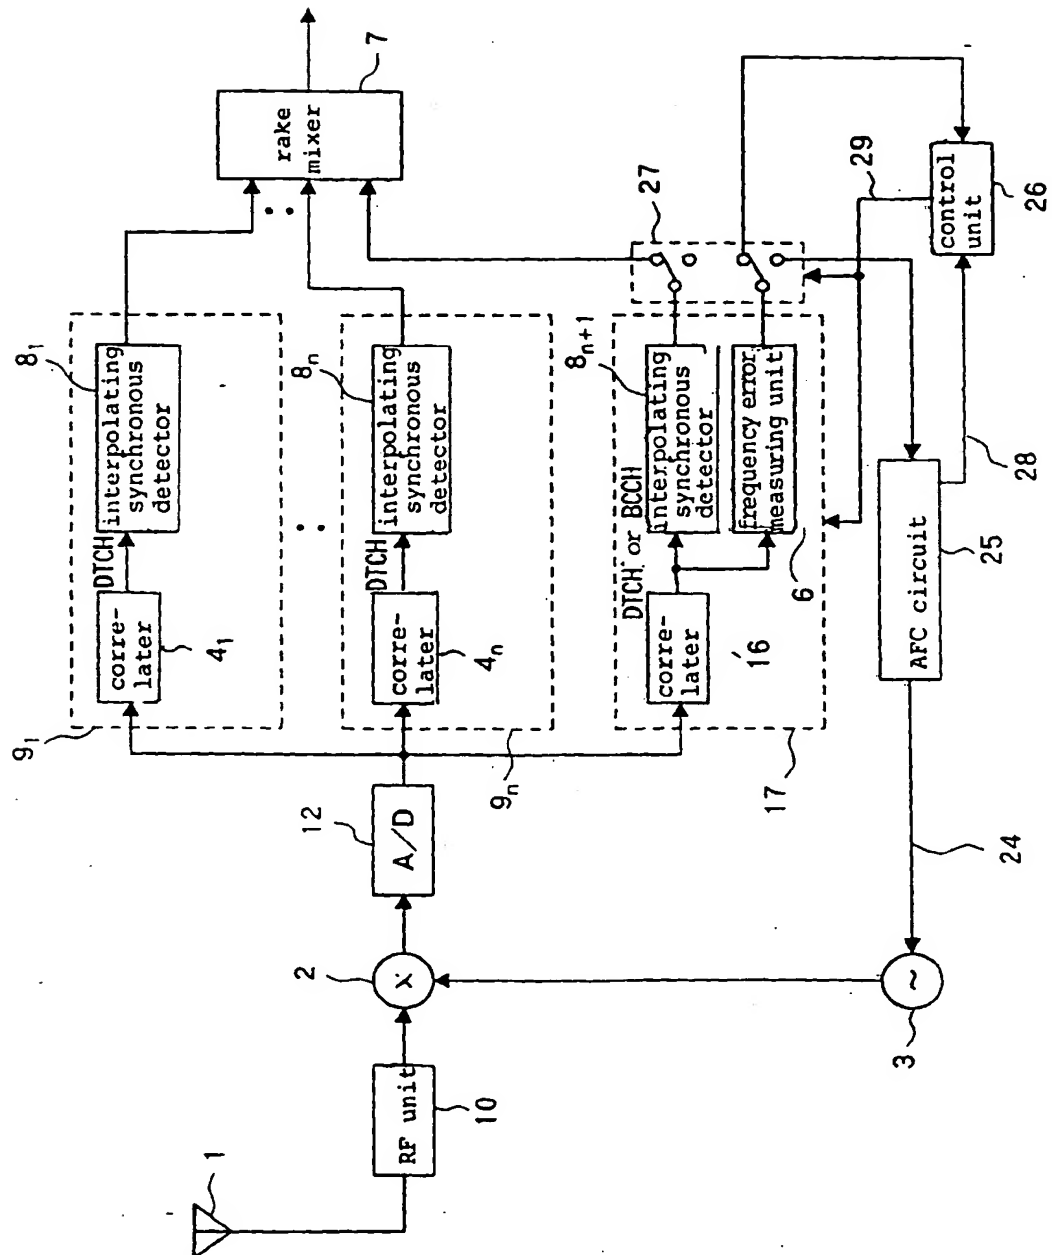 1
RF unit
10
2
X
3
~
12
A/D
24
9₁
corre-
later
4₁
DTCH
interpolating
synchronous
detector
8₁
9ₙ
corre-
later
4ₙ
DTCH
interpolating
synchronous
detector
8ₙ
17
corre-
later
16
DTCH or BCCH
interpolating
synchronous
detector
8ₙ₊₁
frequency error
measuring unit
6
rake
mixer
7
27
29
control
unit
26
28
AFC circuit
25